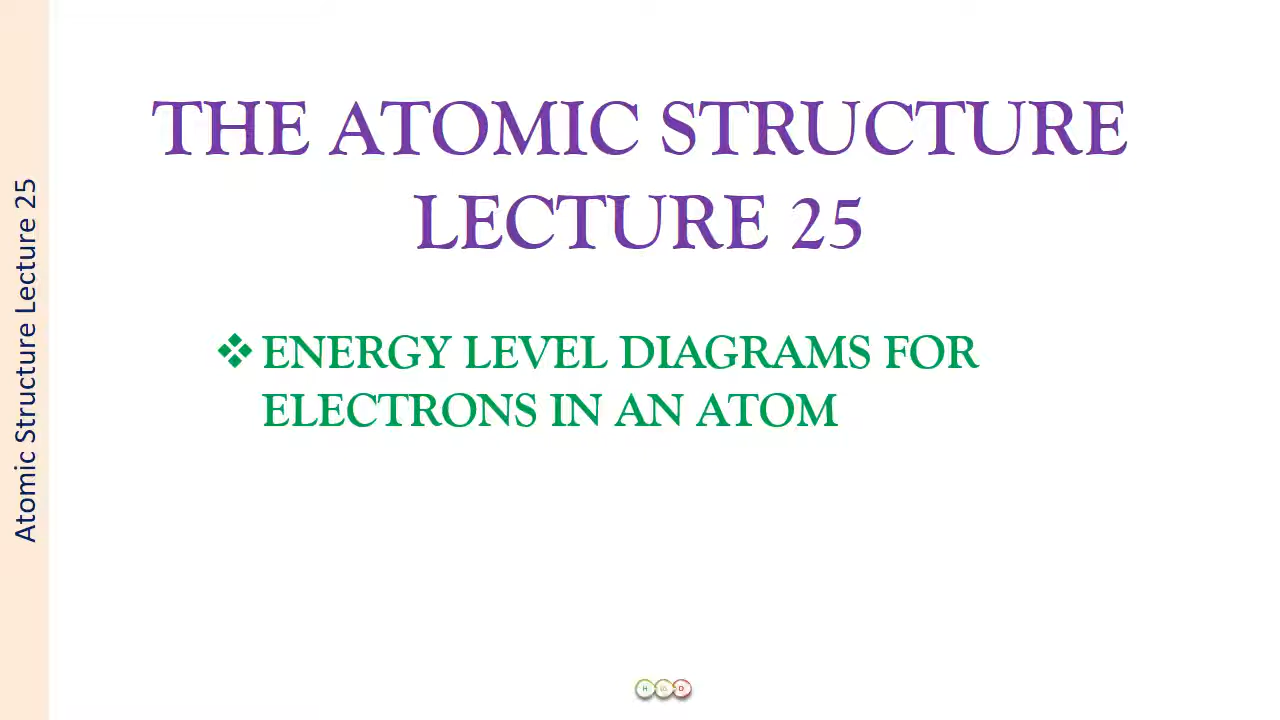 THE ATOMIC STRUCTURE
LECTURE 25
❖ ENERGY LEVEL DIAGRAMS FOR
ELECTRONS IN AN ATOM
Atomic Structure Lecture 25
H
D